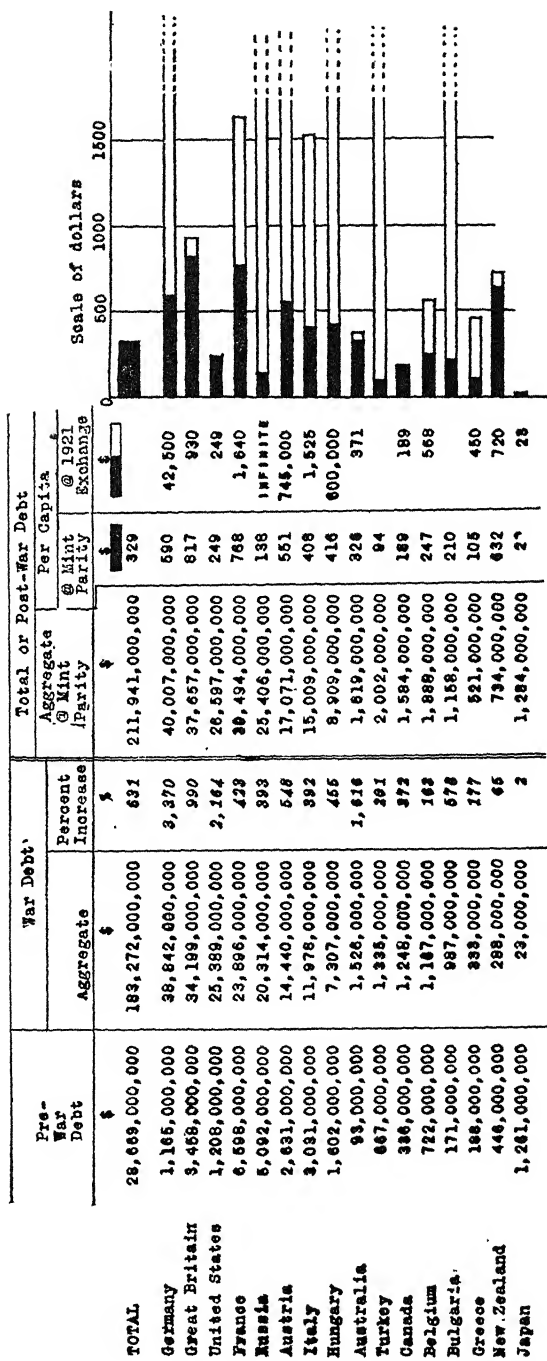 Pre-
War
Debt
War Debt
Aggregate
Percent
Increase
Total or Post-War Debt
Aggregate
@ Mint
Parity
Per Capita
@ Mint
Parity
@ 1921
Exchange
Scale of dollars
0 500 1000 1500
$ $ % $ $ $
TOTAL 28,669,000,000 183,272,000,000 631 211,941,000,000 329
Germany 1,165,000,000 38,842,000,000 3,370 40,007,000,000 590 42,500
Great Britain 3,458,000,000 34,199,000,000 990 37,657,000,000 817 930
United States 1,208,000,000 25,389,000,000 2,164 26,597,000,000 249 249
France 6,598,000,000 23,896,000,000 423 30,494,000,000 768 1,640
Russia 5,092,000,000 20,314,000,000 393 25,406,000,000 138 INFINITE
Austria 2,631,000,000 14,440,000,000 548 17,071,000,000 551 745,000
Italy 3,031,000,000 11,978,000,000 392 15,009,000,000 408 1,525
Hungary 1,602,000,000 7,307,000,000 455 8,909,000,000 416 600,000
Australia 93,000,000 1,526,000,000 1,616 1,619,000,000 326 371
Turkey 667,000,000 1,335,000,000 201 2,002,000,000 94
Canada 336,000,000 1,248,000,000 372 1,584,000,000 189 189
Belgium 722,000,000 1,167,000,000 162 1,888,000,000 247 568
Bulgaria 171,000,000 987,000,000 578 1,158,000,000 210
Greece 188,000,000 333,000,000 177 521,000,000 105 450
New Zealand 446,000,000 288,000,000 65 734,000,000 632 720
Japan 1,261,000,000 23,000,000 2 1,284,000,000 23